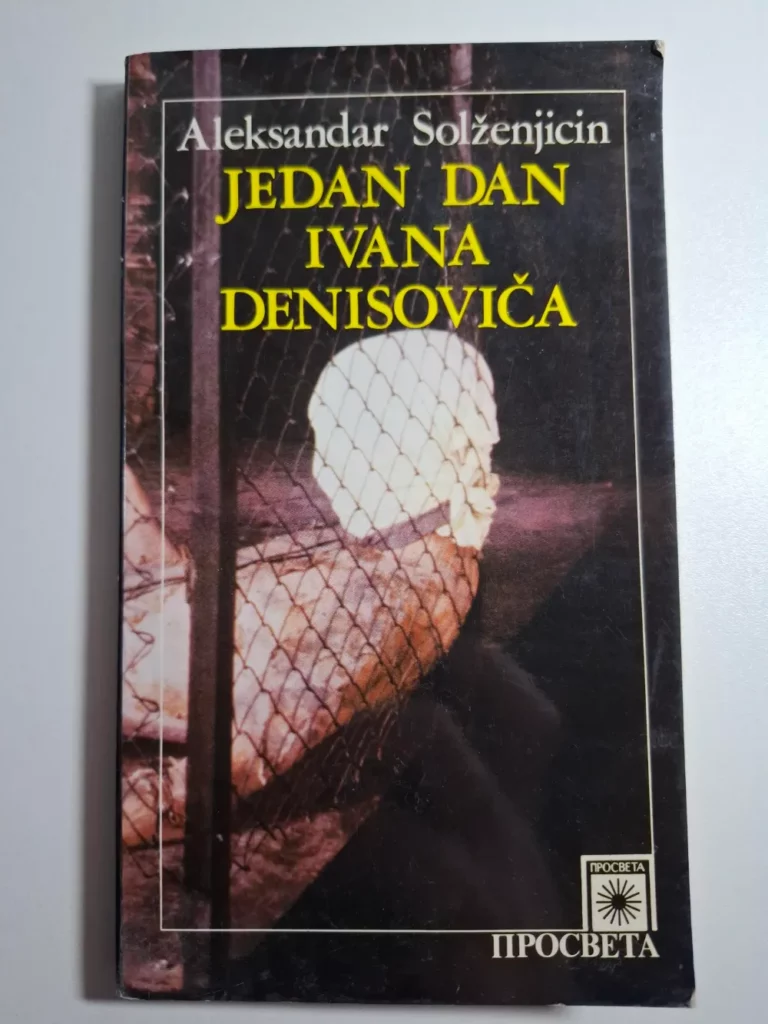 Aleksandar Solženjicin
JEDAN DAN
IVANA
DENISOVIČA
ПРОСВЕТА
ПРОСВЕТА